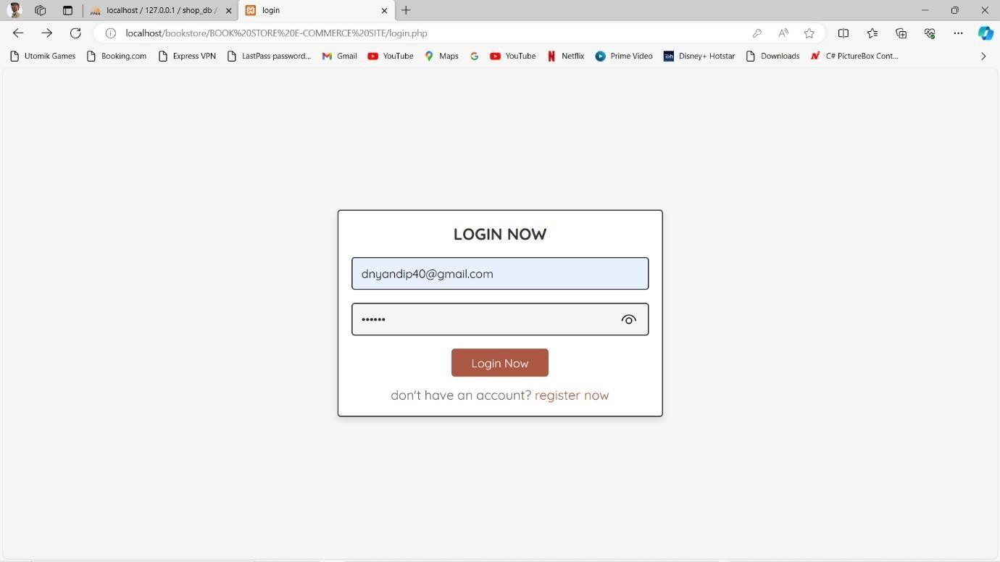 localhost / 127.0.0.1 / shop_db /
login
localhost/bookstore/BOOK%20STORE%20E-COMMERCE%20SITE/login.php
Utomik Games
Booking.com
Express VPN
LastPass password...
Gmail
YouTube
Maps
YouTube
Netflix
Prime Video
Disney+ Hotstar
Downloads
C# PictureBox Cont...
LOGIN NOW
dnyandip40@gmail.com
••••••
Login Now
don't have an account? register now